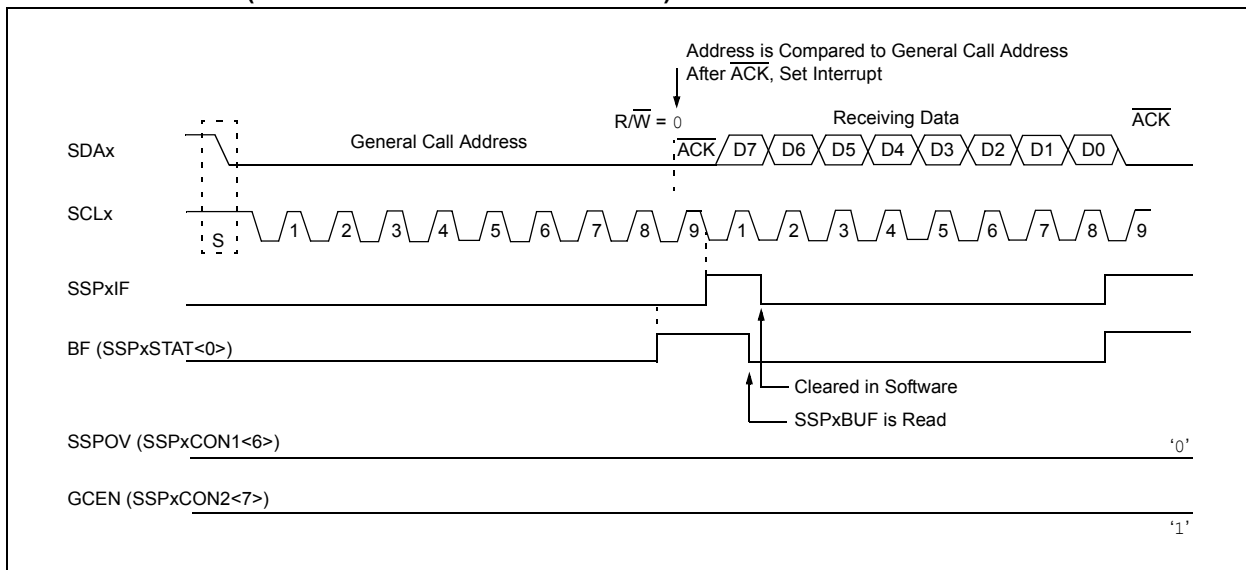 Address is Compared to General Call Address
After ACK, Set Interrupt
R/W = 0
Receiving Data
ACK
SDAx
General Call Address
ACK D7 D6 D5 D4 D3 D2 D1 D0
SCLx
S
1 2 3 4 5 6 7 8 9 1 2 3 4 5 6 7 8 9
SSPxIF
BF (SSPxSTAT<0>)
Cleared in Software
SSPxBUF is Read
SSPOV (SSPxCON1<6>)
‘0’
GCEN (SSPxCON2<7>)
‘1’